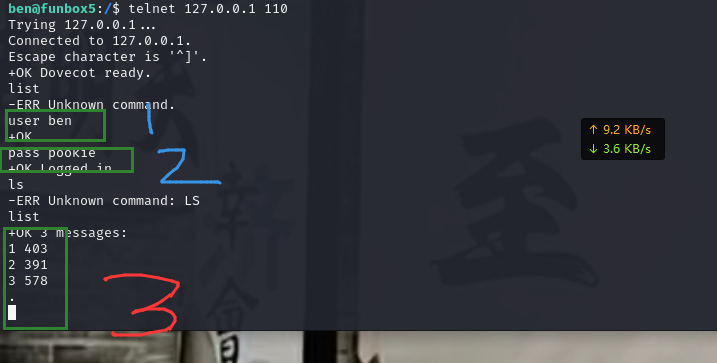 ben@funbox5:/$ telnet 127.0.0.1 110
Trying 127.0.0.1...
Connected to 127.0.0.1.
Escape character is '^]'.
+OK Dovecot ready.
list
-ERR Unknown command.
user ben
+OK
pass pookie
+OK Logged in.
ls
-ERR Unknown command: LS
list
+OK 3 messages:
1 403
2 391
3 578
.
1
2
3
↑ 9.2 KB/s
↓ 3.6 KB/s
至